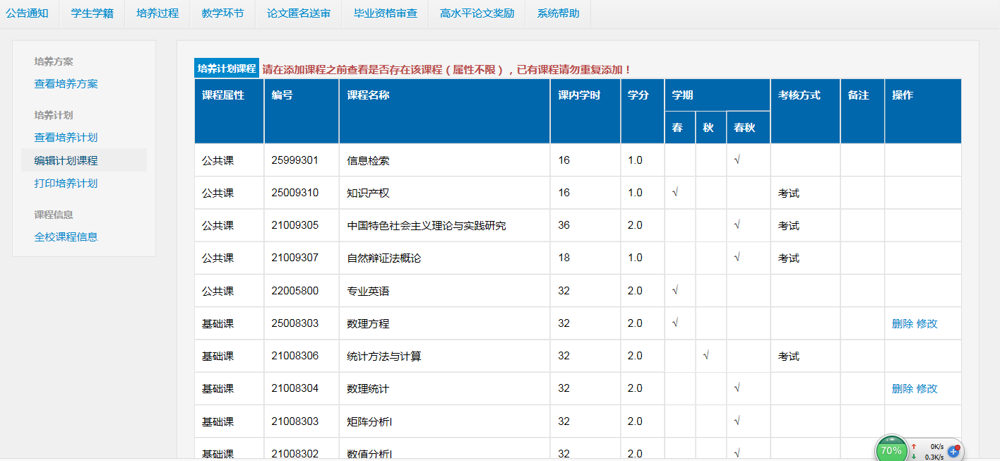 公告通知 学生学籍 培养过程 教学环节 论文匿名送审 毕业资格审查 高水平论文奖励 系统帮助
培养方案
查看培养方案
培养计划
查看培养计划
编辑计划课程
打印培养计划
课程信息
全校课程信息
培养计划课程 请在添加课程之前查看是否存在该课程（属性不限），已有课程请勿重复添加！
课程属性 编号 课程名称 课内学时 学分 学期 考核方式 备注 操作
春 秋 春秋
公共课 25999301 信息检索 16 1.0 √
公共课 25009310 知识产权 16 1.0 √ 考试
公共课 21009305 中国特色社会主义理论与实践研究 36 2.0 √ 考试
公共课 21009307 自然辩证法概论 18 1.0 √ 考试
公共课 22005800 专业英语 32 2.0 √
基础课 25008303 数理方程 32 2.0 √ 删除 修改
基础课 21008306 统计方法与计算 32 2.0 √ 考试
基础课 21008304 数理统计 32 2.0 √ 删除 修改
基础课 21008303 矩阵分析I 32 2.0 √
基础课 21008302 数值分析I 32 2.0 √
70% ↑ 0K/s
↓ 0.3K/s